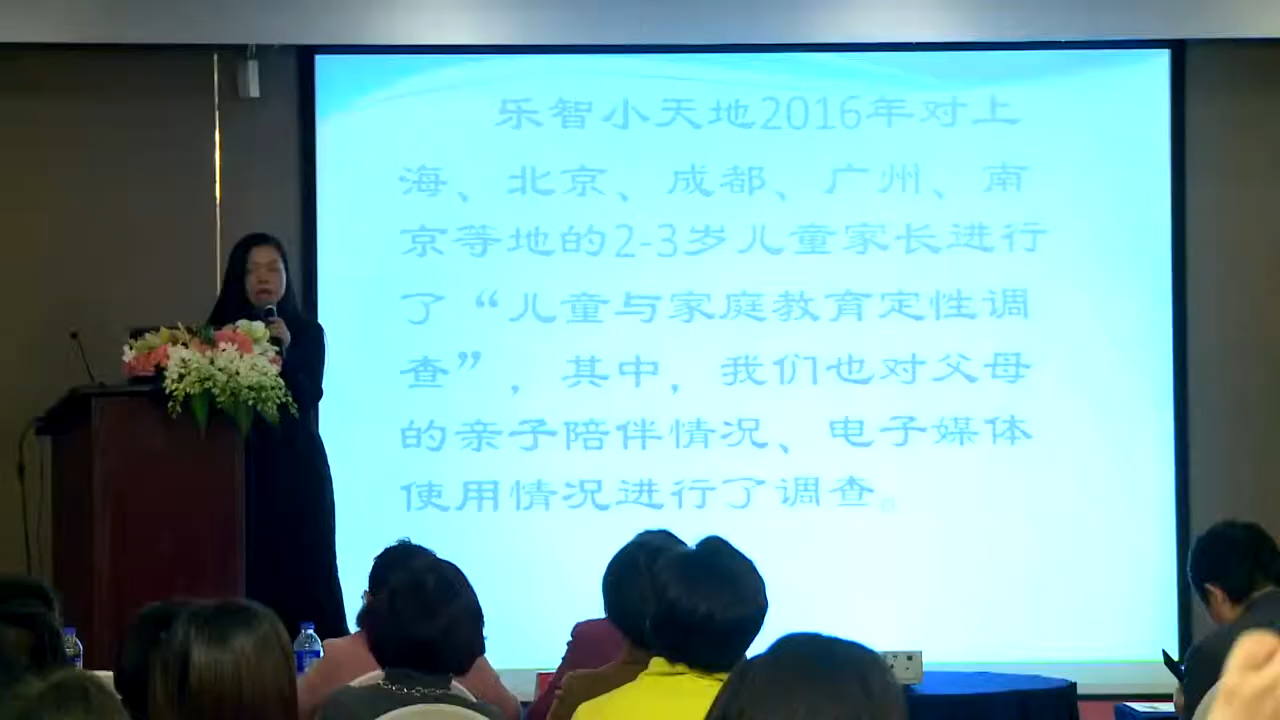 乐智小天地2016年对上
海、北京、成都、广州、南
京等地的2-3岁儿童家长进行
了“儿童与家庭教育定性调
查”，其中，我们也对父母
的亲子陪伴情况、电子媒体
使用情况进行了调查。